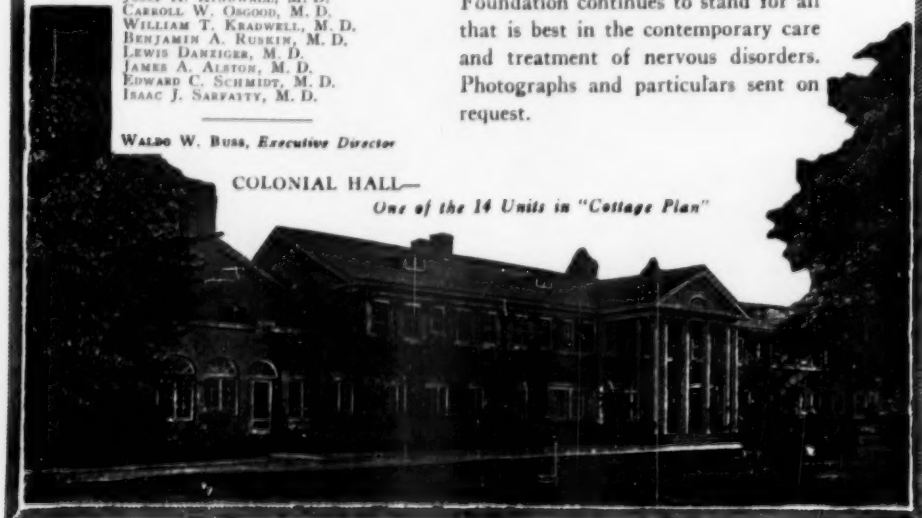 M. D.
CARROLL W. OSGOOD, M. D.
WILLIAM T. KRADWELL, M. D.
BENJAMIN A. RUSKIN, M. D.
LEWIS DANZIGER, M. D.
JAMES A. ALSTON, M. D.
EDWARD C. SCHMIDT, M. D.
ISAAC J. SARFATTY, M. D.
WALDO W. BUSS, Executive Director
Foundation continues to stand for all
that is best in the contemporary care
and treatment of nervous disorders.
Photographs and particulars sent on
request.
COLONIAL HALL—
One of the 14 Units in "Cottage Plan"